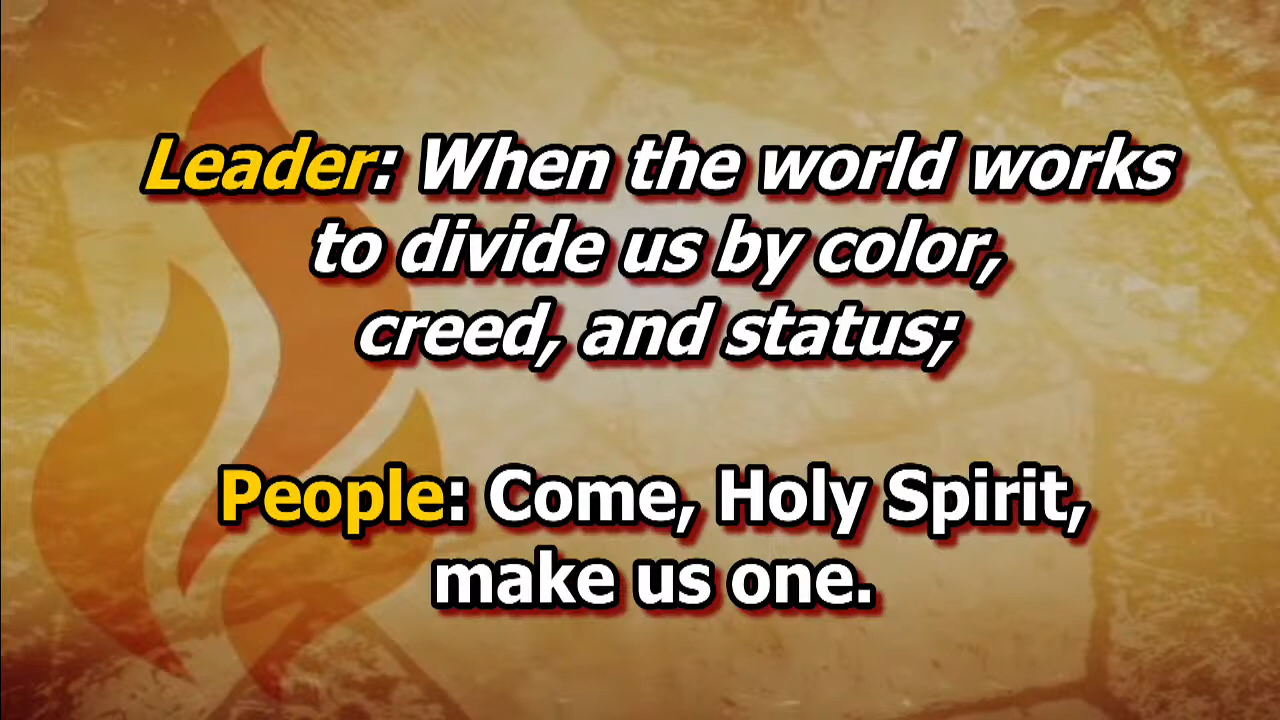 Leader: When the world works
to divide us by color,
creed, and status;
People: Come, Holy Spirit,
make us one.